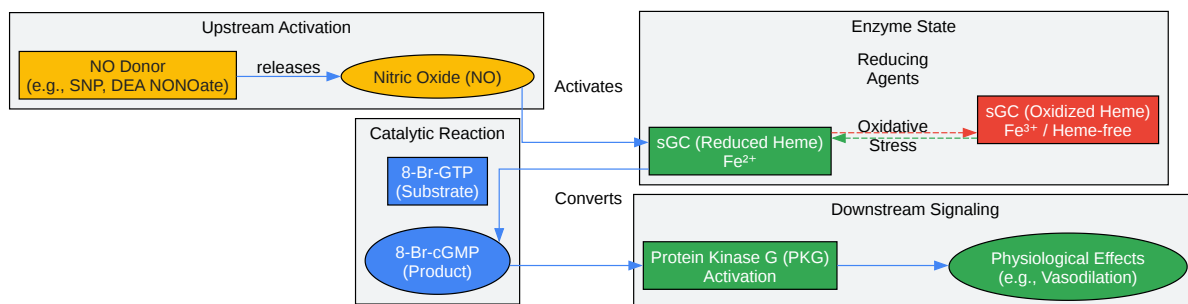 Upstream Activation
NO Donor
(e.g., SNP, DEA NONOate)
releases
Nitric Oxide (NO)
Activates
Enzyme State
Reducing
Agents
sGC (Reduced Heme)
Fe²⁺
Oxidative
Stress
sGC (Oxidized Heme)
Fe³⁺ / Heme-free
Catalytic Reaction
8-Br-GTP
(Substrate)
8-Br-cGMP
(Product)
Converts
Downstream Signaling
Protein Kinase G (PKG)
Activation
Physiological Effects
(e.g., Vasodilation)